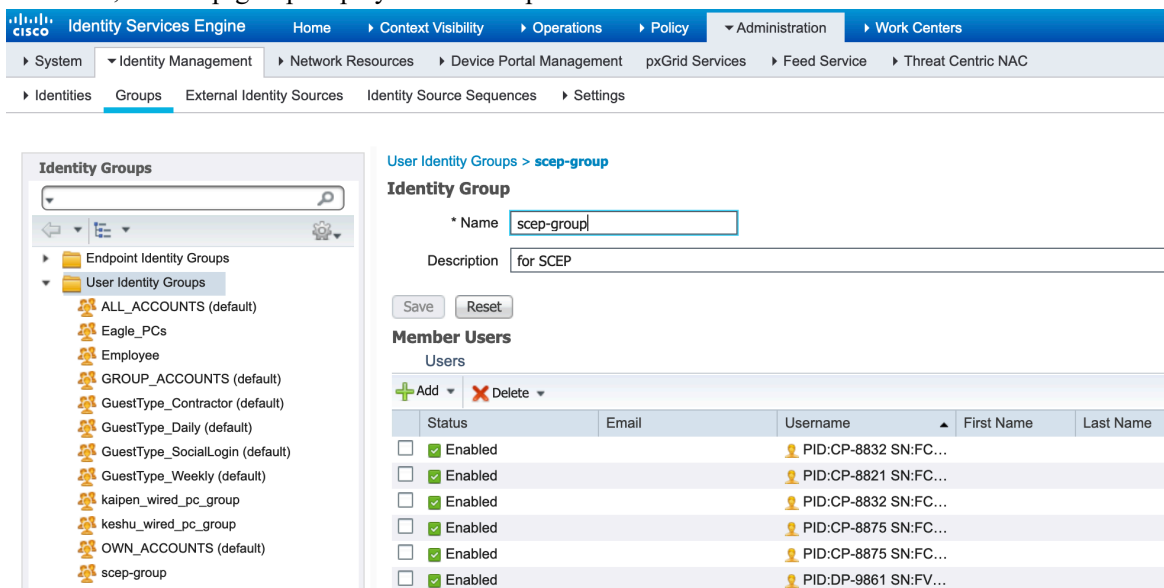 cisco Identity Services Engine Home Context Visibility Operations Policy Administration Work Centers
System Identity Management Network Resources Device Portal Management pxGrid Services Feed Service Threat Centric NAC
Identities Groups External Identity Sources Identity Source Sequences Settings
Identity Groups
Endpoint Identity Groups
User Identity Groups
ALL_ACCOUNTS (default)
Eagle_PCs
Employee
GROUP_ACCOUNTS (default)
GuestType_Contractor (default)
GuestType_Daily (default)
GuestType_SocialLogin (default)
GuestType_Weekly (default)
kaipen_wired_pc_group
keshu_wired_pc_group
OWN_ACCOUNTS (default)
scep-group
User Identity Groups > scep-group
Identity Group
* Name scep-group
Description for SCEP
Save Reset
Member Users
Users
Add Delete
Status Email Username First Name Last Name
Enabled PID:CP-8832 SN:FC...
Enabled PID:CP-8821 SN:FC...
Enabled PID:CP-8832 SN:FC...
Enabled PID:CP-8875 SN:FC...
Enabled PID:CP-8875 SN:FC...
Enabled PID:DP-9861 SN:FV...